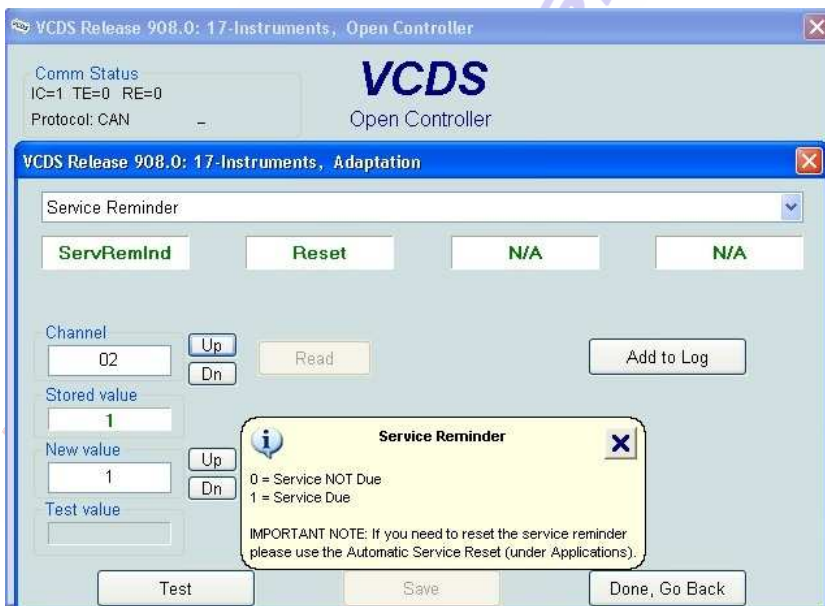 VCDS Release 908.0: 17-Instruments, Open Controller
Comm Status
IC=1 TE=0 RE=0
Protocol: CAN –
VCDS
Open Controller
VCDS Release 908.0: 17-Instruments, Adaptation
Service Reminder
ServRemInd Reset N/A N/A
Channel
02
Up
Dn
Read
Add to Log
Stored value
1
New value
1
Up
Dn
Test value
Service Reminder
0 = Service NOT Due
1 = Service Due
IMPORTANT NOTE: If you need to reset the service reminder
please use the Automatic Service Reset (under Applications).
Test
Save
Done, Go Back